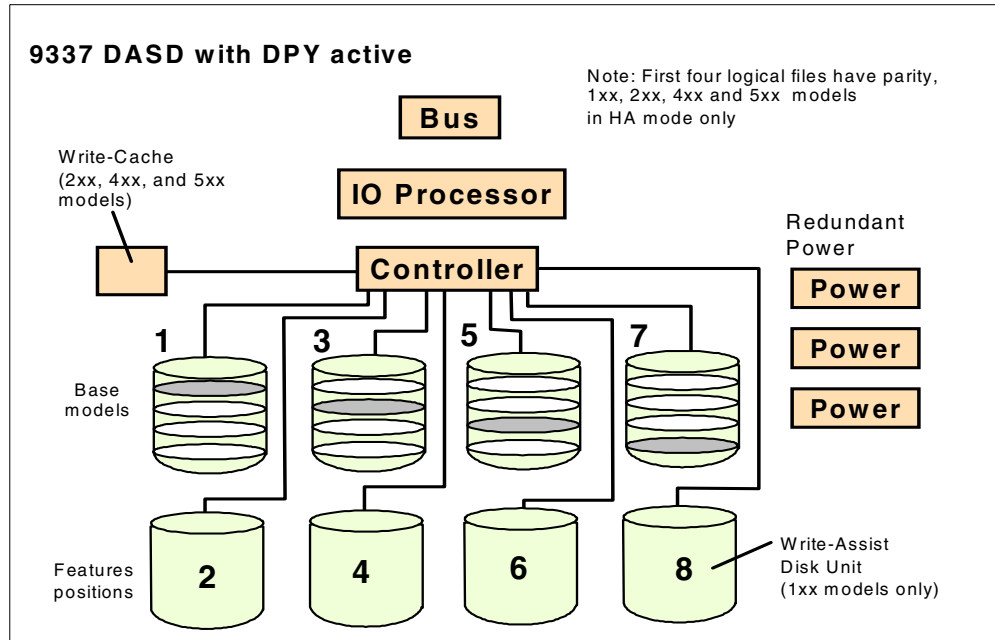 9337 DASD with DPY active
Note: First four logical files have parity,
1xx, 2xx, 4xx and 5xx models
in HA mode only
Bus
Write-Cache
(2xx, 4xx, and 5xx
models)
IO Processor
Redundant
Power
Controller
Power
1
3
5
7
Power
Base
models
Power
2
4
6
8
Write-Assist
Disk Unit
(1xx models only)
Features
positions